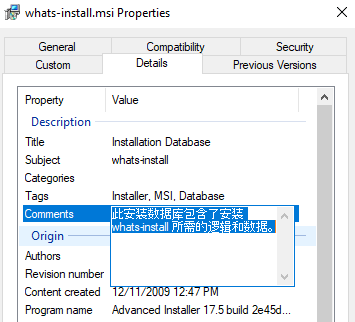 whats-install.msi Properties
General Compatibility Security
Custom Details Previous Versions
Property Value
Description
Title Installation Database
Subject whats-install
Categories
Tags Installer, MSI, Database
Comments 此安装数据库包含了安装
whats-install 所需的逻辑和数据。
Origin
Authors
Revision number
Content created 12/11/2009 12:47 PM
Program name Advanced Installer 17.5 build 2e45d...